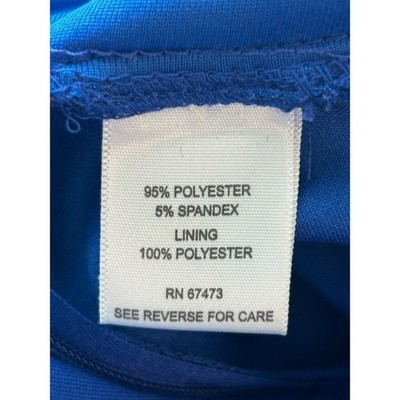 95% POLYESTER
5% SPANDEX
LINING
100% POLYESTER
RN 67473
SEE REVERSE FOR CARE